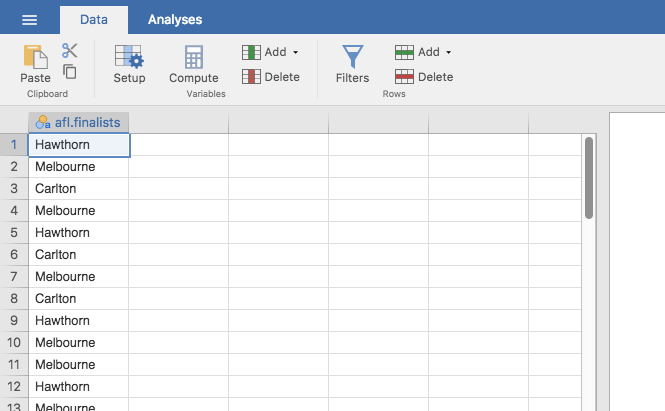 Data Analyses
Paste Setup Compute Add Delete Filters Add Delete
Clipboard Variables Rows
afl.finalists
1 Hawthorn
2 Melbourne
3 Carlton
4 Melbourne
5 Hawthorn
6 Carlton
7 Melbourne
8 Carlton
9 Hawthorn
10 Melbourne
11 Melbourne
12 Hawthorn
13 Melbourne